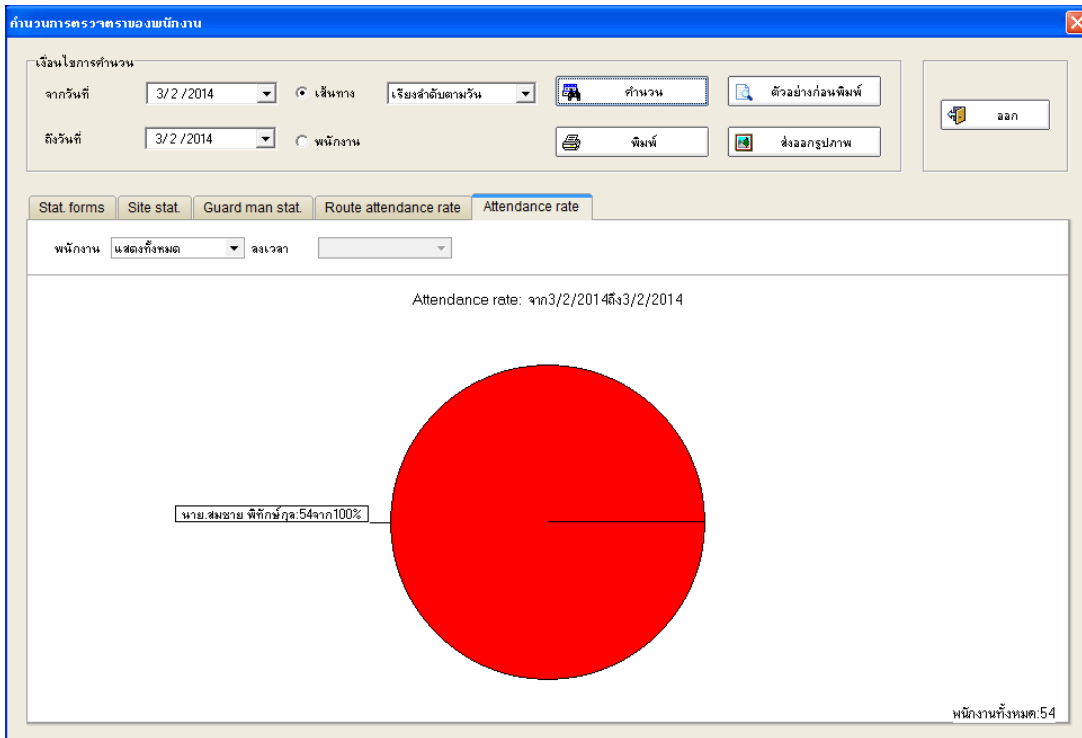 คำนวนการตรวจตราของพนักงาน
เงื่อนไขการคำนวน
จากวันที่ 3/ 2 /2014 เส้นทาง เรียงลำดับตามวัน คำนวน ตัวอย่างก่อนพิมพ์
ออก
ถึงวันที่ 3/ 2 /2014 พนักงาน พิมพ์ ส่งออกรูปภาพ
Stat. forms Site stat. Guard man stat. Route attendance rate Attendance rate
พนักงาน แสดงทั้งหมด ลงเวลา
Attendance rate: จาก3/2/2014ถึง3/2/2014
นาย.สมชาย พิทักษ์กุล:54จาก100%
พนักงานทั้งหมด:54